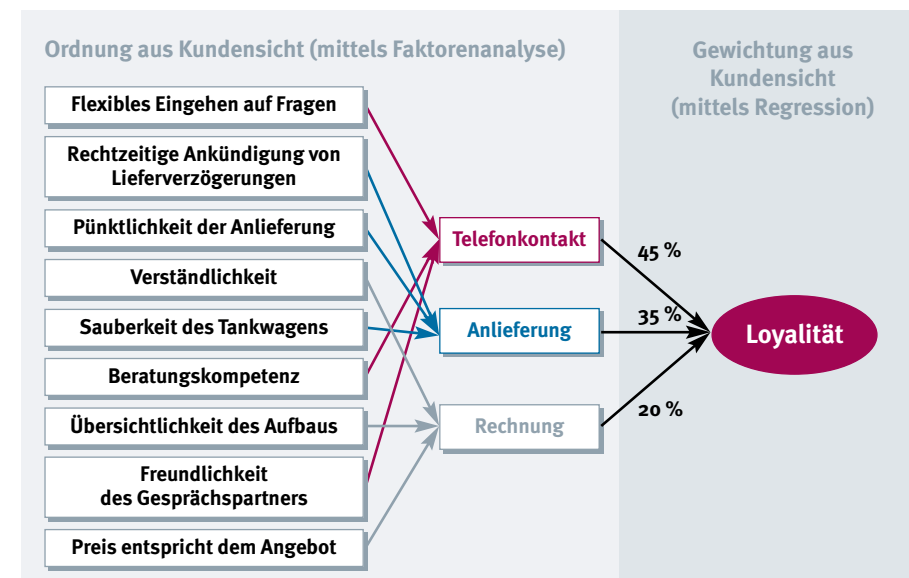 Ordnung aus Kundensicht (mittels Faktorenanalyse)
Gewichtung aus
Kundensicht
(mittels Regression)
Flexibles Eingehen auf Fragen
Rechtzeitige Ankündigung von
Lieferverzögerungen
Pünktlichkeit der Anlieferung
Verständlichkeit
Sauberkeit des Tankwagens
Beratungskompetenz
Übersichtlichkeit des Aufbaus
Freundlichkeit
des Gesprächspartners
Preis entspricht dem Angebot
Telefonkontakt
Anlieferung
Rechnung
45 %
35 %
20 %
Loyalität